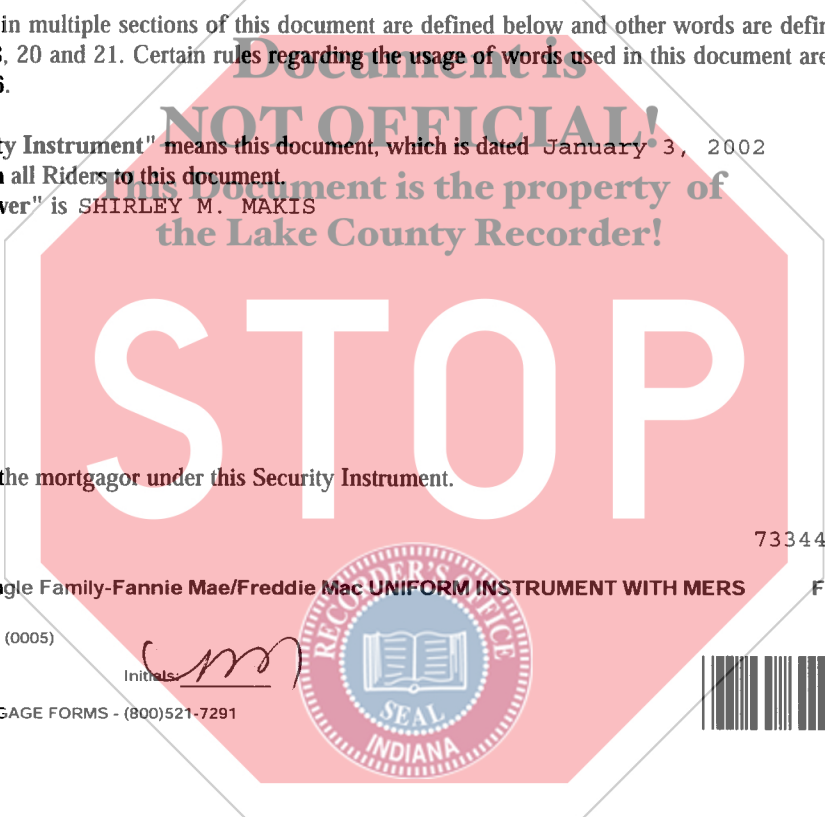 in multiple sections of this document are defined below and other words are defin
, 20 and 21. Certain rules regarding the usage of words used in this document are
Document is
NOT OFFICIAL!
ty Instrument" means this document, which is dated January 3, 2002
all Riders to this document.
This Document is the property of
ver" is SHIRLEY M. MAKIS
the Lake County Recorder!
STOP
the mortgagor under this Security Instrument.
73344
gle Family-Fannie Mae/Freddie Mac UNIFORM INSTRUMENT WITH MERS F
(0005)
Initials:
GAGE FORMS - (800)521-7291
RECORDER'S OFFICE
SEAL
INDIANA